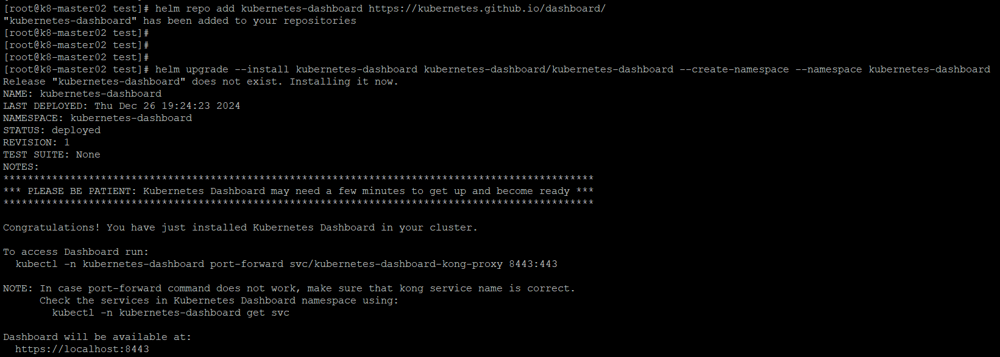 [root@k8-master02 test]# helm repo add kubernetes-dashboard https://kubernetes.github.io/dashboard/
"kubernetes-dashboard" has been added to your repositories
[root@k8-master02 test]#
[root@k8-master02 test]#
[root@k8-master02 test]#
[root@k8-master02 test]# helm upgrade --install kubernetes-dashboard kubernetes-dashboard/kubernetes-dashboard --create-namespace --namespace kubernetes-dashboard
Release "kubernetes-dashboard" does not exist. Installing it now.
NAME: kubernetes-dashboard
LAST DEPLOYED: Thu Dec 26 19:24:23 2024
NAMESPACE: kubernetes-dashboard
STATUS: deployed
REVISION: 1
TEST SUITE: None
NOTES:
*************************************************************************************************
*** PLEASE BE PATIENT: Kubernetes Dashboard may need a few minutes to get up and become ready ***
*************************************************************************************************
Congratulations! You have just installed Kubernetes Dashboard in your cluster.
To access Dashboard run:
kubectl -n kubernetes-dashboard port-forward svc/kubernetes-dashboard-kong-proxy 8443:443
NOTE: In case port-forward command does not work, make sure that kong service name is correct.
Check the services in Kubernetes Dashboard namespace using:
kubectl -n kubernetes-dashboard get svc
Dashboard will be available at:
https://localhost:8443